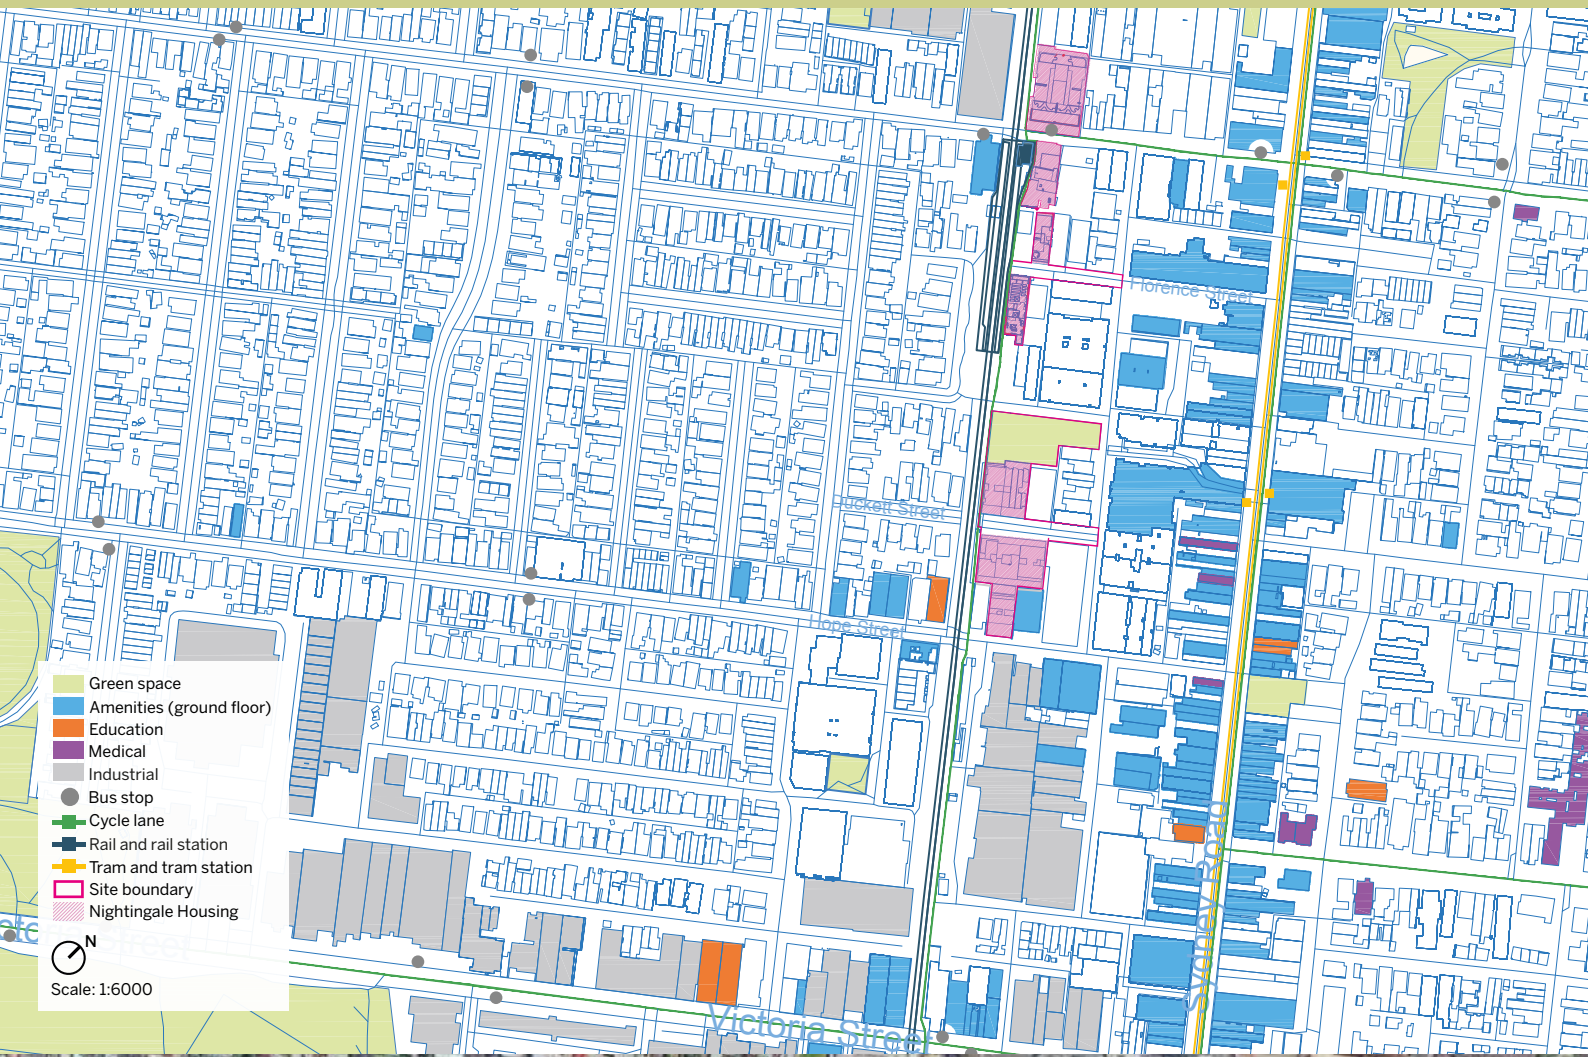 Florence Street
Duckett Street
Hope Street
Green space
Amenities (ground floor)
Education
Medical
Industrial
Bus stop
Cycle lane
Rail and rail station
Tram and tram station
Site boundary
Nightingale Housing
N
Scale: 1:6000
Sydney Road
Street
Victoria Street